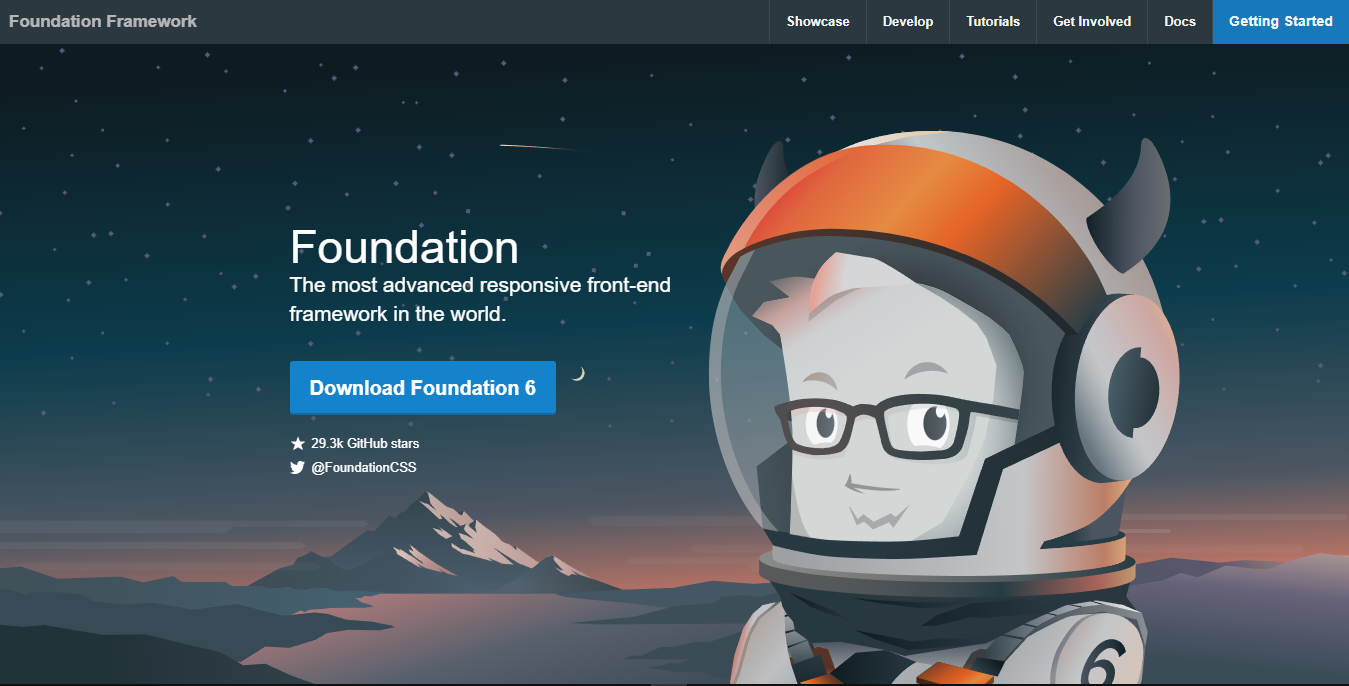 Foundation Framework
Showcase
Develop
Tutorials
Get Involved
Docs
Getting Started
Foundation
The most advanced responsive front-end
framework in the world.
Download Foundation 6
29.3k GitHub stars
@FoundationCSS
6